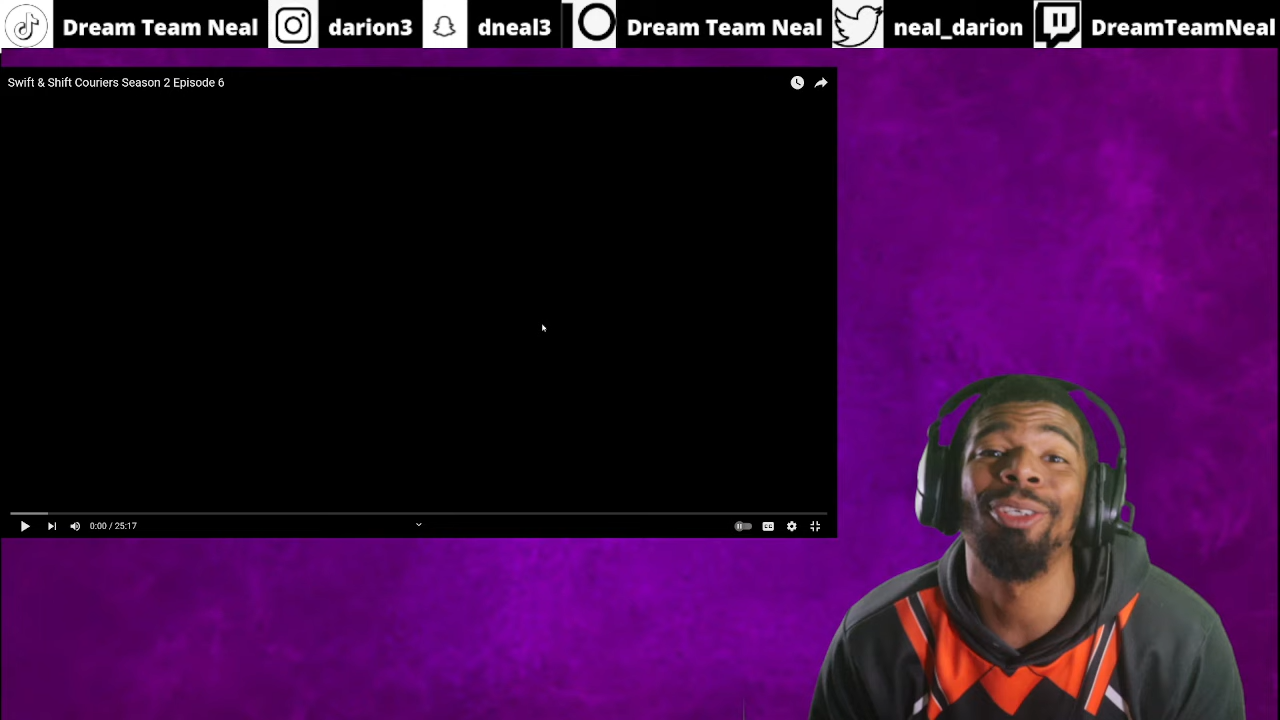 Dream Team Neal darion3 dneal3 Dream Team Neal neal_darion DreamTeamNeal
Swift & Shift Couriers Season 2 Episode 6
0:00 / 25:17
CC